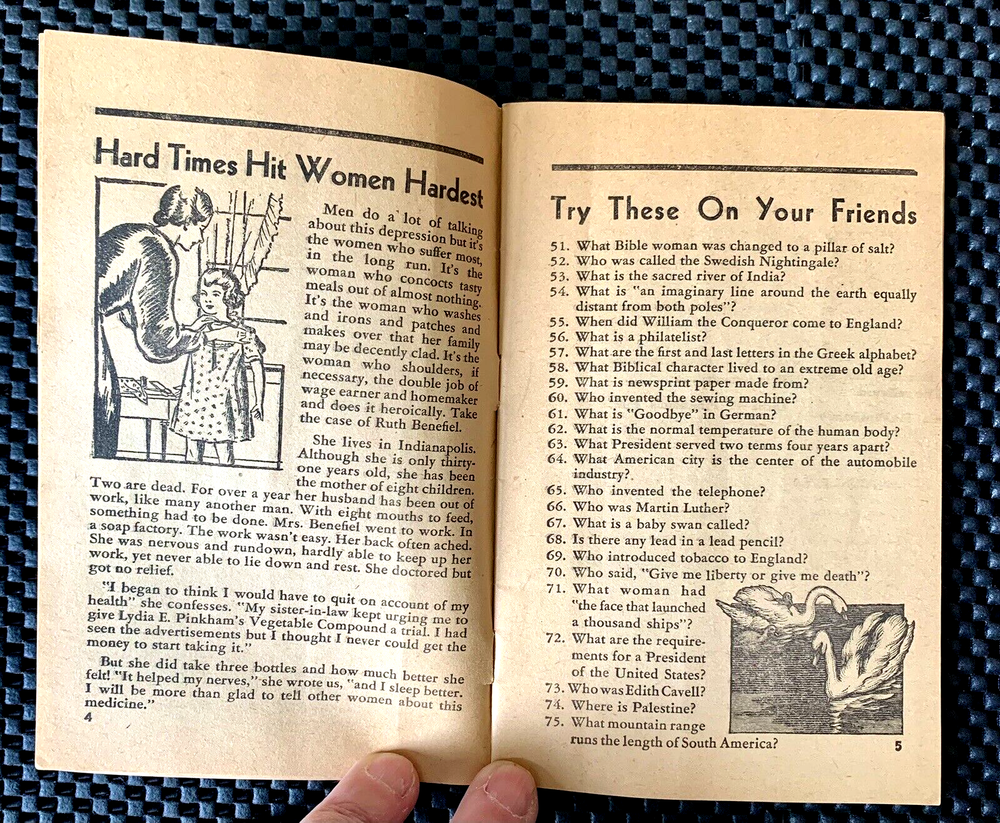 Hard Times Hit Women Hardest
Men do a lot of talking
about this depression but it's
the women who suffer most,
in the long run. It's the
woman who concocts tasty
meals out of almost nothing.
It's the woman who washes
and irons and patches and
makes over that her family
may be decently clad. It's the
woman who shoulders, if
necessary, the double job of
wage earner and homemaker
and does it heroically. Take
the case of Ruth Benefiel.
She lives in Indianapolis.
Although she is only thirty-
one years old, she has been
the mother of eight children.
Two are dead. For over a year her husband has been out of
work, like many another man. With eight mouths to feed,
something had to be done. Mrs. Benefiel went to work. In
a soap factory. The work wasn't easy. Her back often ached.
She was nervous and rundown, hardly able to keep up her
work, yet never able to lie down and rest. She doctored but
got no relief.
"I began to think I would have to quit on account of my
health" she confesses. "My sister-in-law kept urging me to
give Lydia E. Pinkham's Vegetable Compound a trial. I had
seen the advertisements but I thought I never could get the
money to start taking it."
But she did take three bottles and how much better she
felt! "It helped my nerves," she wrote us, "and I sleep better.
I will be more than glad to tell other women about this
medicine."
4
Try These On Your Friends
51. What Bible woman was changed to a pillar of salt?
52. Who was called the Swedish Nightingale?
53. What is the sacred river of India?
54. What is "an imaginary line around the earth equally
distant from both poles"?
55. When did William the Conqueror come to England?
56. What is a philatelist?
57. What are the first and last letters in the Greek alphabet?
58. What Biblical character lived to an extreme old age?
59. What is newsprint paper made from?
60. Who invented the sewing machine?
61. What is "Goodbye" in German?
62. What is the normal temperature of the human body?
63. What President served two terms four years apart?
64. What American city is the center of the automobile
industry?
65. Who invented the telephone?
66. Who was Martin Luther?
67. What is a baby swan called?
68. Is there any lead in a lead pencil?
69. Who introduced tobacco to England?
70. Who said, "Give me liberty or give me death"?
71. What woman had
"the face that launched
a thousand ships"?
72. What are the require-
ments for a President
of the United States?
73. Who was Edith Cavell?
74. Where is Palestine?
75. What mountain range
runs the length of South America?
5